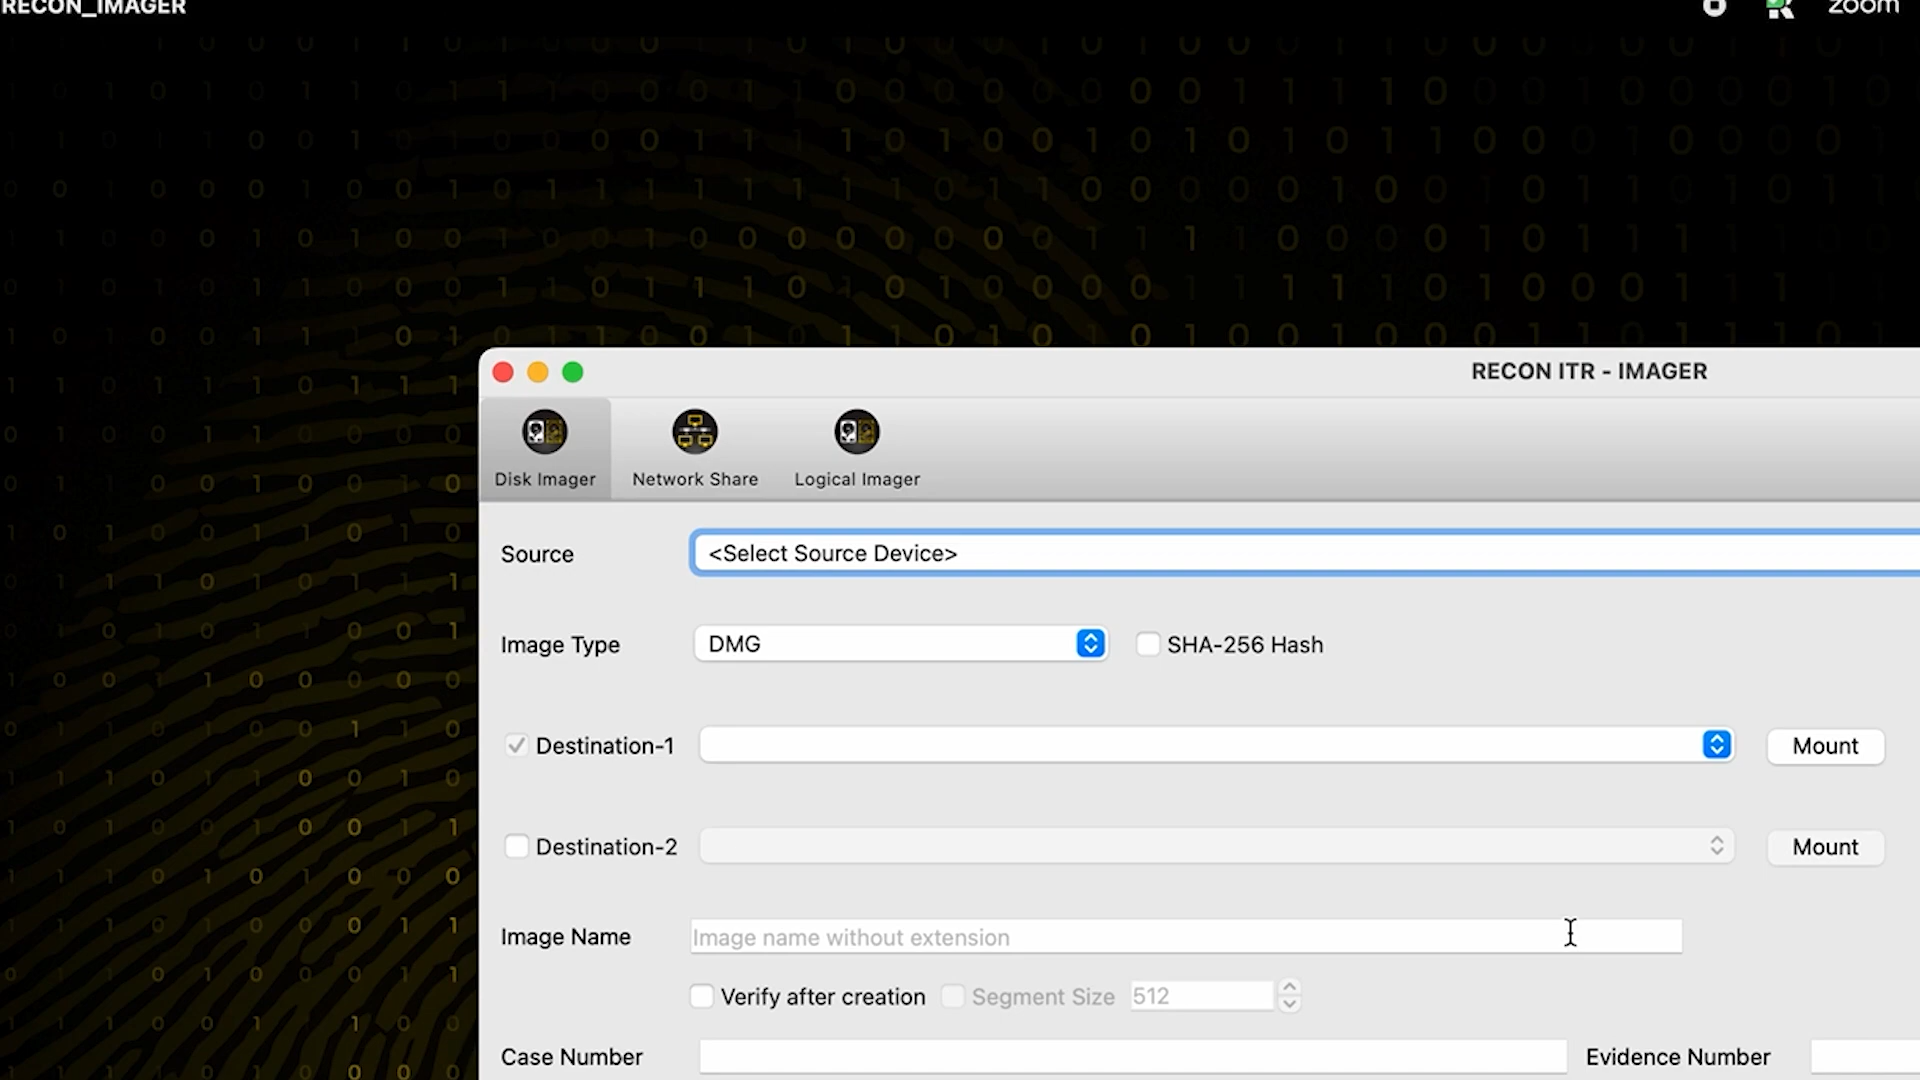 RECON_IMAGER
zoom
RECON ITR - IMAGER
Disk Imager
Network Share
Logical Imager
Source
<Select Source Device>
Image Type
DMG
SHA-256 Hash
Destination-1
Mount
Destination-2
Mount
Image Name
Image name without extension
Verify after creation
Segment Size
512
Case Number
Evidence Number